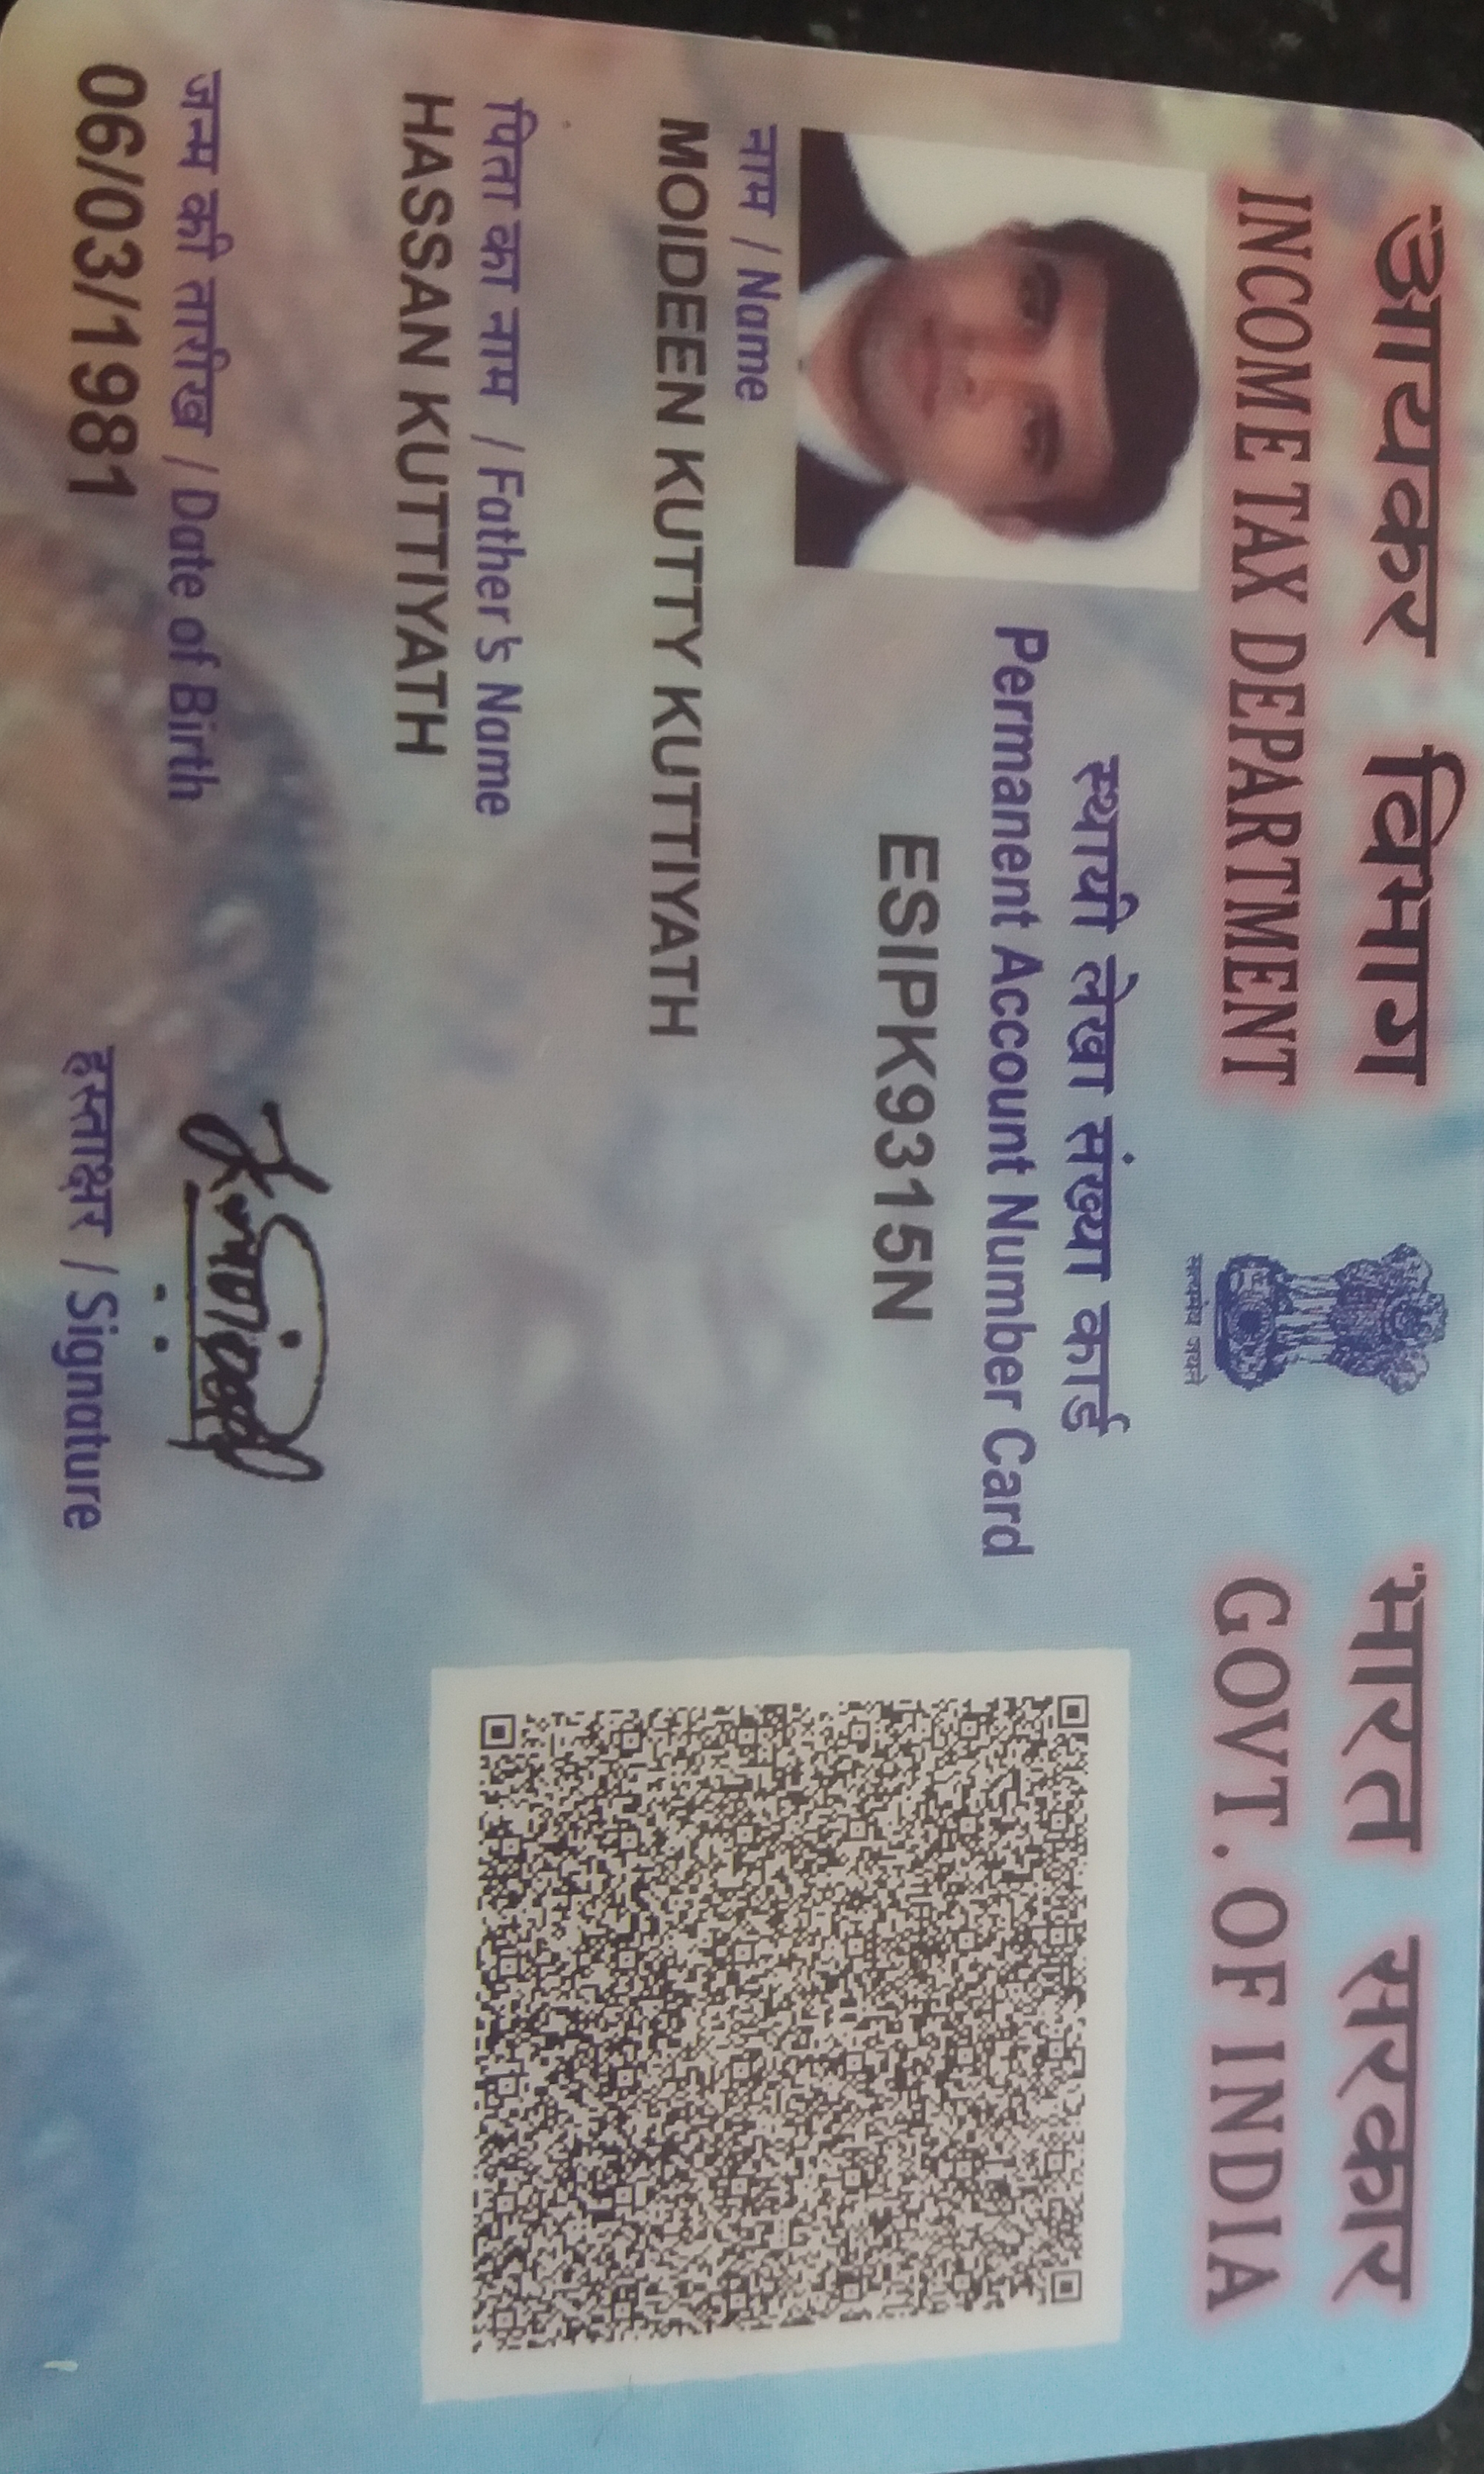 आयकर विभाग
INCOME TAX DEPARTMENT
सत्यमेव जयते
भारत सरकार
GOVT. OF INDIA
स्थायी लेखा संख्या कार्ड
Permanent Account Number Card
ESIPK9315N
नाम / Name
MOIDEEN KUTTY KUTTIYATH
पिता का नाम / Father's Name
HASSAN KUTTIYATH
जन्म की तारीख / Date of Birth
06/03/1981
हस्ताक्षर / Signature